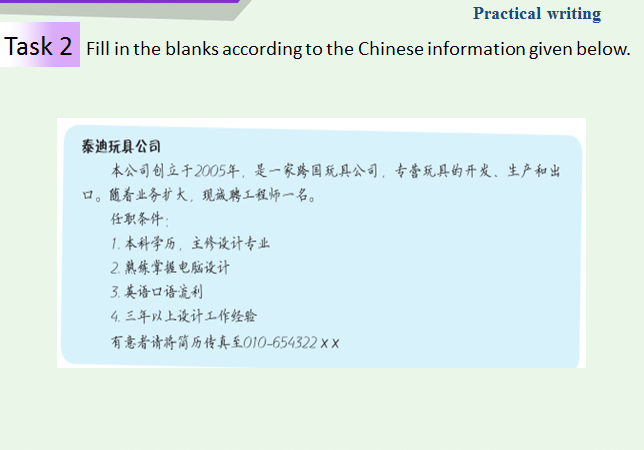 Practical writing
Task 2 Fill in the blanks according to the Chinese information given below.
泰迪玩具公司
本公司创立于2005年，是一家跨国玩具公司，专营玩具的开发、生产和出
口。随着业务扩大，现诚聘工程师一名。
任职条件：
1. 本科学历，主修设计专业
2. 熟练掌握电脑设计
3. 英语口语流利
4. 三年以上设计工作经验
有意者请将简历传真至010-654322××